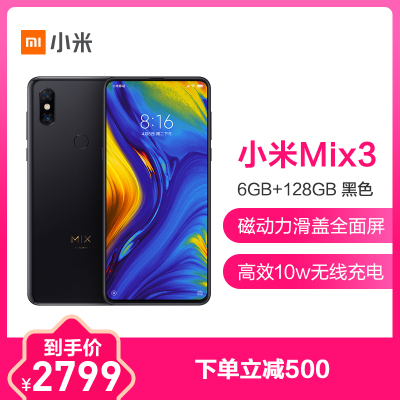 小米
8:16
MIX
小米Mix3
6GB+128GB 黑色
磁动力滑盖全面屏
高效10w无线充电
到手价
¥2799
下单立减500